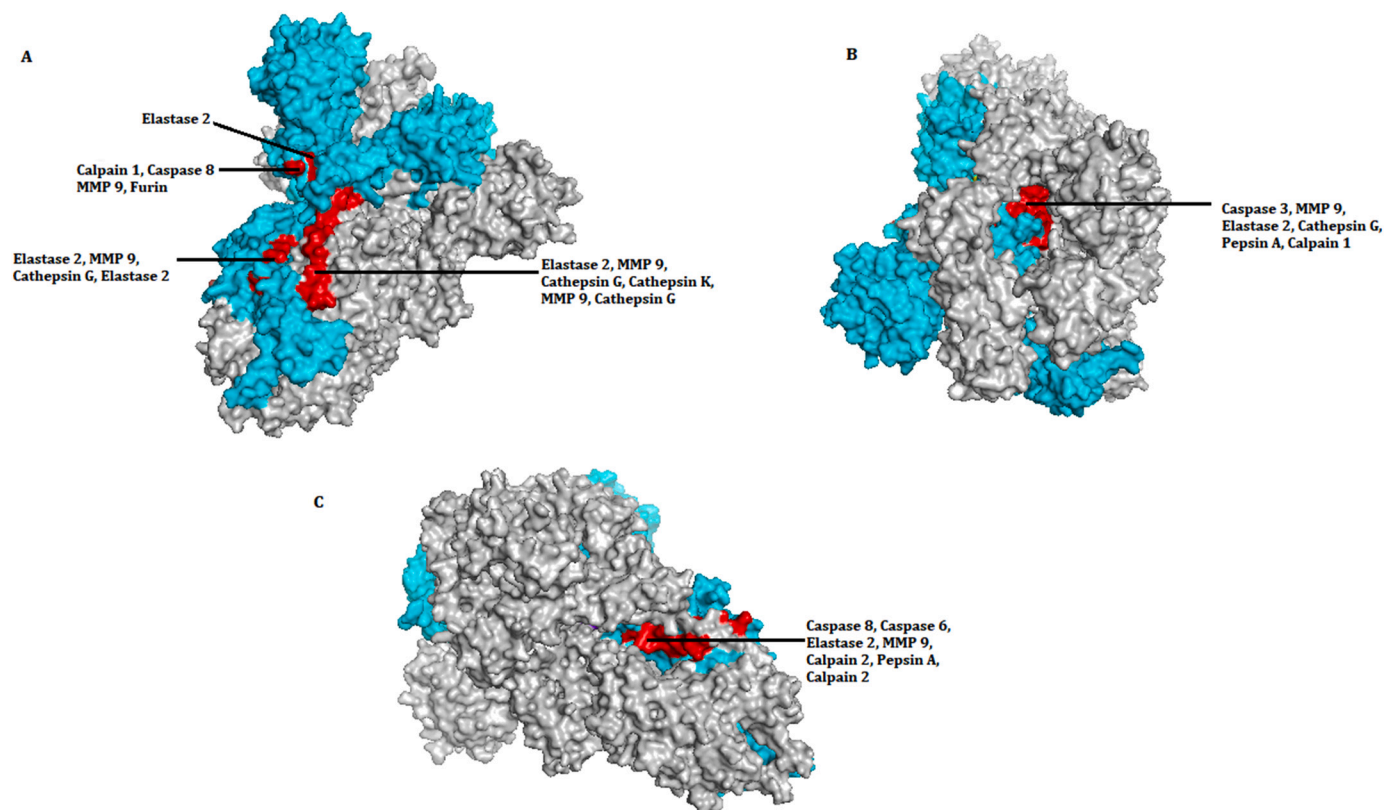 A
B
Elastase 2
Calpain 1, Caspase 8
MMP 9, Furin
Elastase 2, MMP 9,
Cathepsin G, Elastase 2
Elastase 2, MMP 9,
Cathepsin G, Cathepsin K,
MMP 9, Cathepsin G
Caspase 3, MMP 9,
Elastase 2, Cathepsin G,
Pepsin A, Calpain 1
C
Caspase 8, Caspase 6,
Elastase 2, MMP 9,
Calpain 2, Pepsin A,
Calpain 2